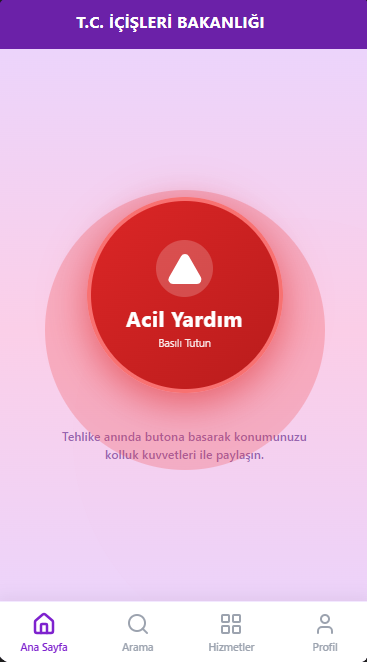 T.C. İÇİŞLERİ BAKANLIĞI
Acil Yardım
Basılı Tutun
Tehlike anında butona basarak konumunuzu
kolluk kuvvetleri ile paylaşın.
Ana Sayfa
Arama
Hizmetler
Profil